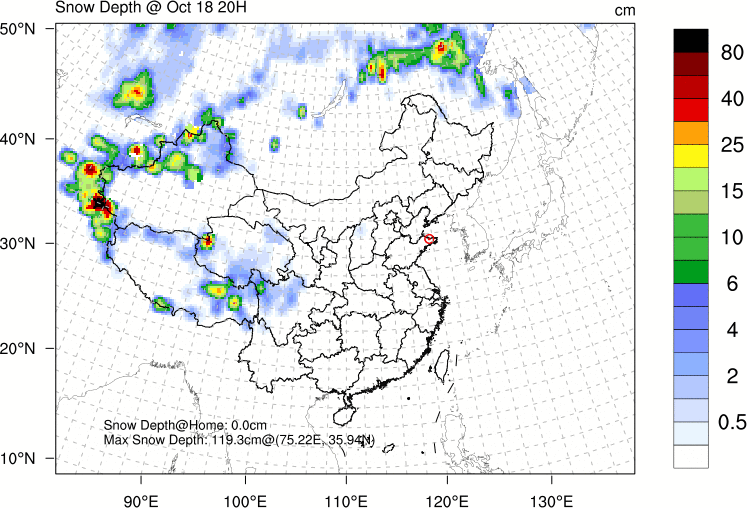 Snow Depth @ Oct 18 20H
cm
50°N
40°N
30°N
20°N
10°N
90°E
100°E
110°E
120°E
130°E
Snow Depth@Home: 0.0cm
Max Snow Depth: 119.3cm@(75.22E, 35.94N)
80
40
25
15
10
6
4
2
0.5